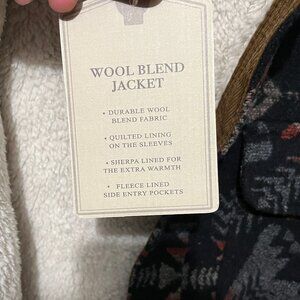 WOOL BLEND
JACKET
• DURABLE WOOL
BLEND FABRIC
• QUILTED LINING
ON THE SLEEVES
• SHERPA LINED FOR
THE EXTRA WARMTH
• FLEECE LINED
SIDE ENTRY POCKETS